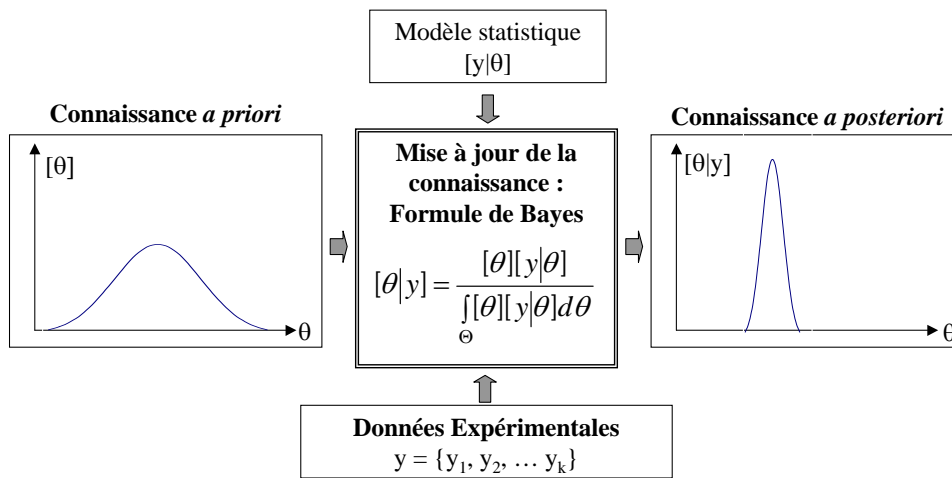 Modèle statistique
[y|θ]
Connaissance a priori
[θ]
θ
Mise à jour de la
connaissance :
Formule de Bayes
[θ|y] = [θ][y|θ] / ∫Θ [θ][y|θ]dθ
Connaissance a posteriori
[θ|y]
θ
Données Expérimentales
y = {y1, y2, … yk}